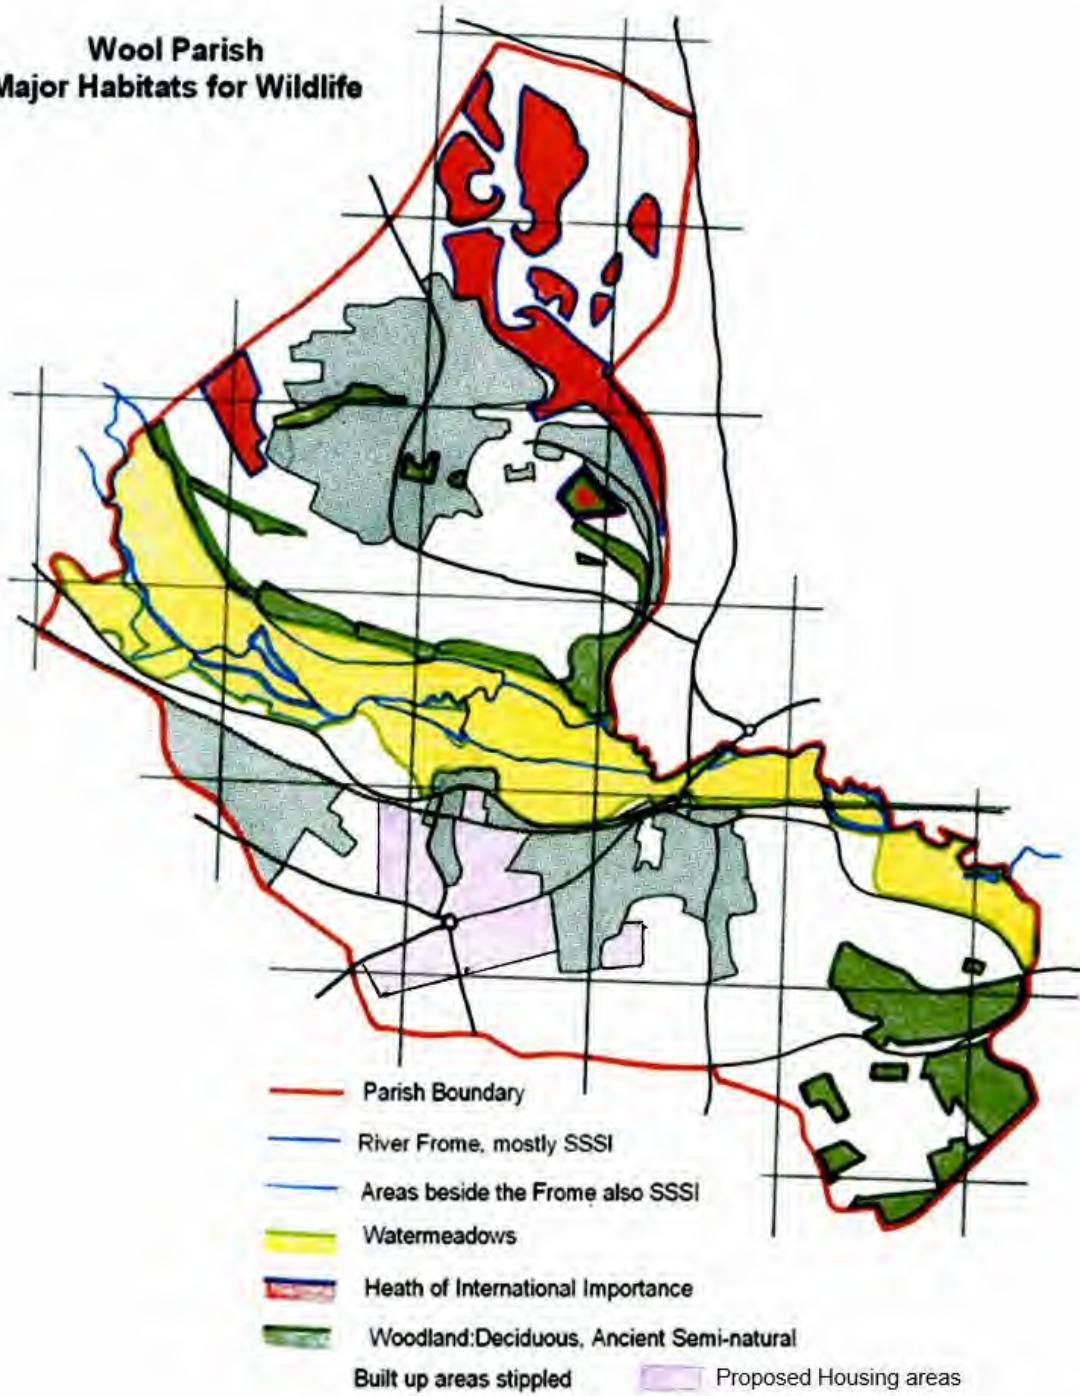 Wool Parish
Major Habitats for Wildlife
Parish Boundary
River Frome, mostly SSSI
Areas beside the Frome also SSSI
Watermeadows
Heath of International Importance
Woodland:Deciduous, Ancient Semi-natural
Built up areas stippled
Proposed Housing areas